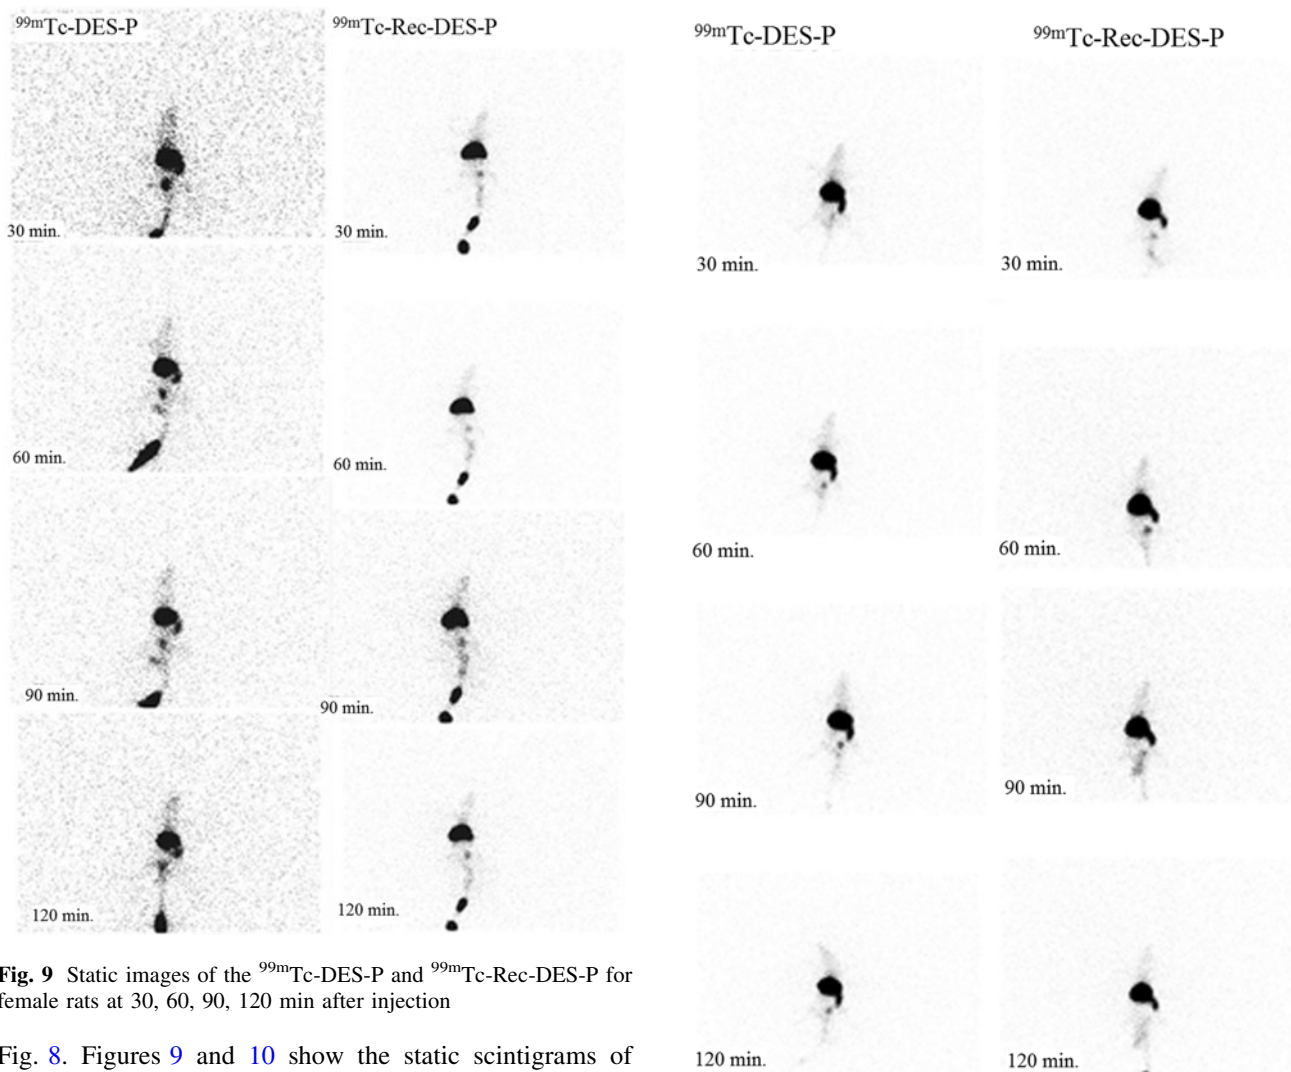 99mTc-DES-P
99mTc-Rec-DES-P
30 min.
30 min.
60 min.
60 min.
90 min.
90 min.
120 min.
120 min.
Fig. 9 Static images of the 99mTc-DES-P and 99mTc-Rec-DES-P for
female rats at 30, 60, 90, 120 min after injection
Fig. 8. Figures 9 and 10 show the static scintigrams of
99mTc-DES-P
99mTc-Rec-DES-P
30 min.
30 min.
60 min.
60 min.
90 min.
90 min.
120 min.
120 min.